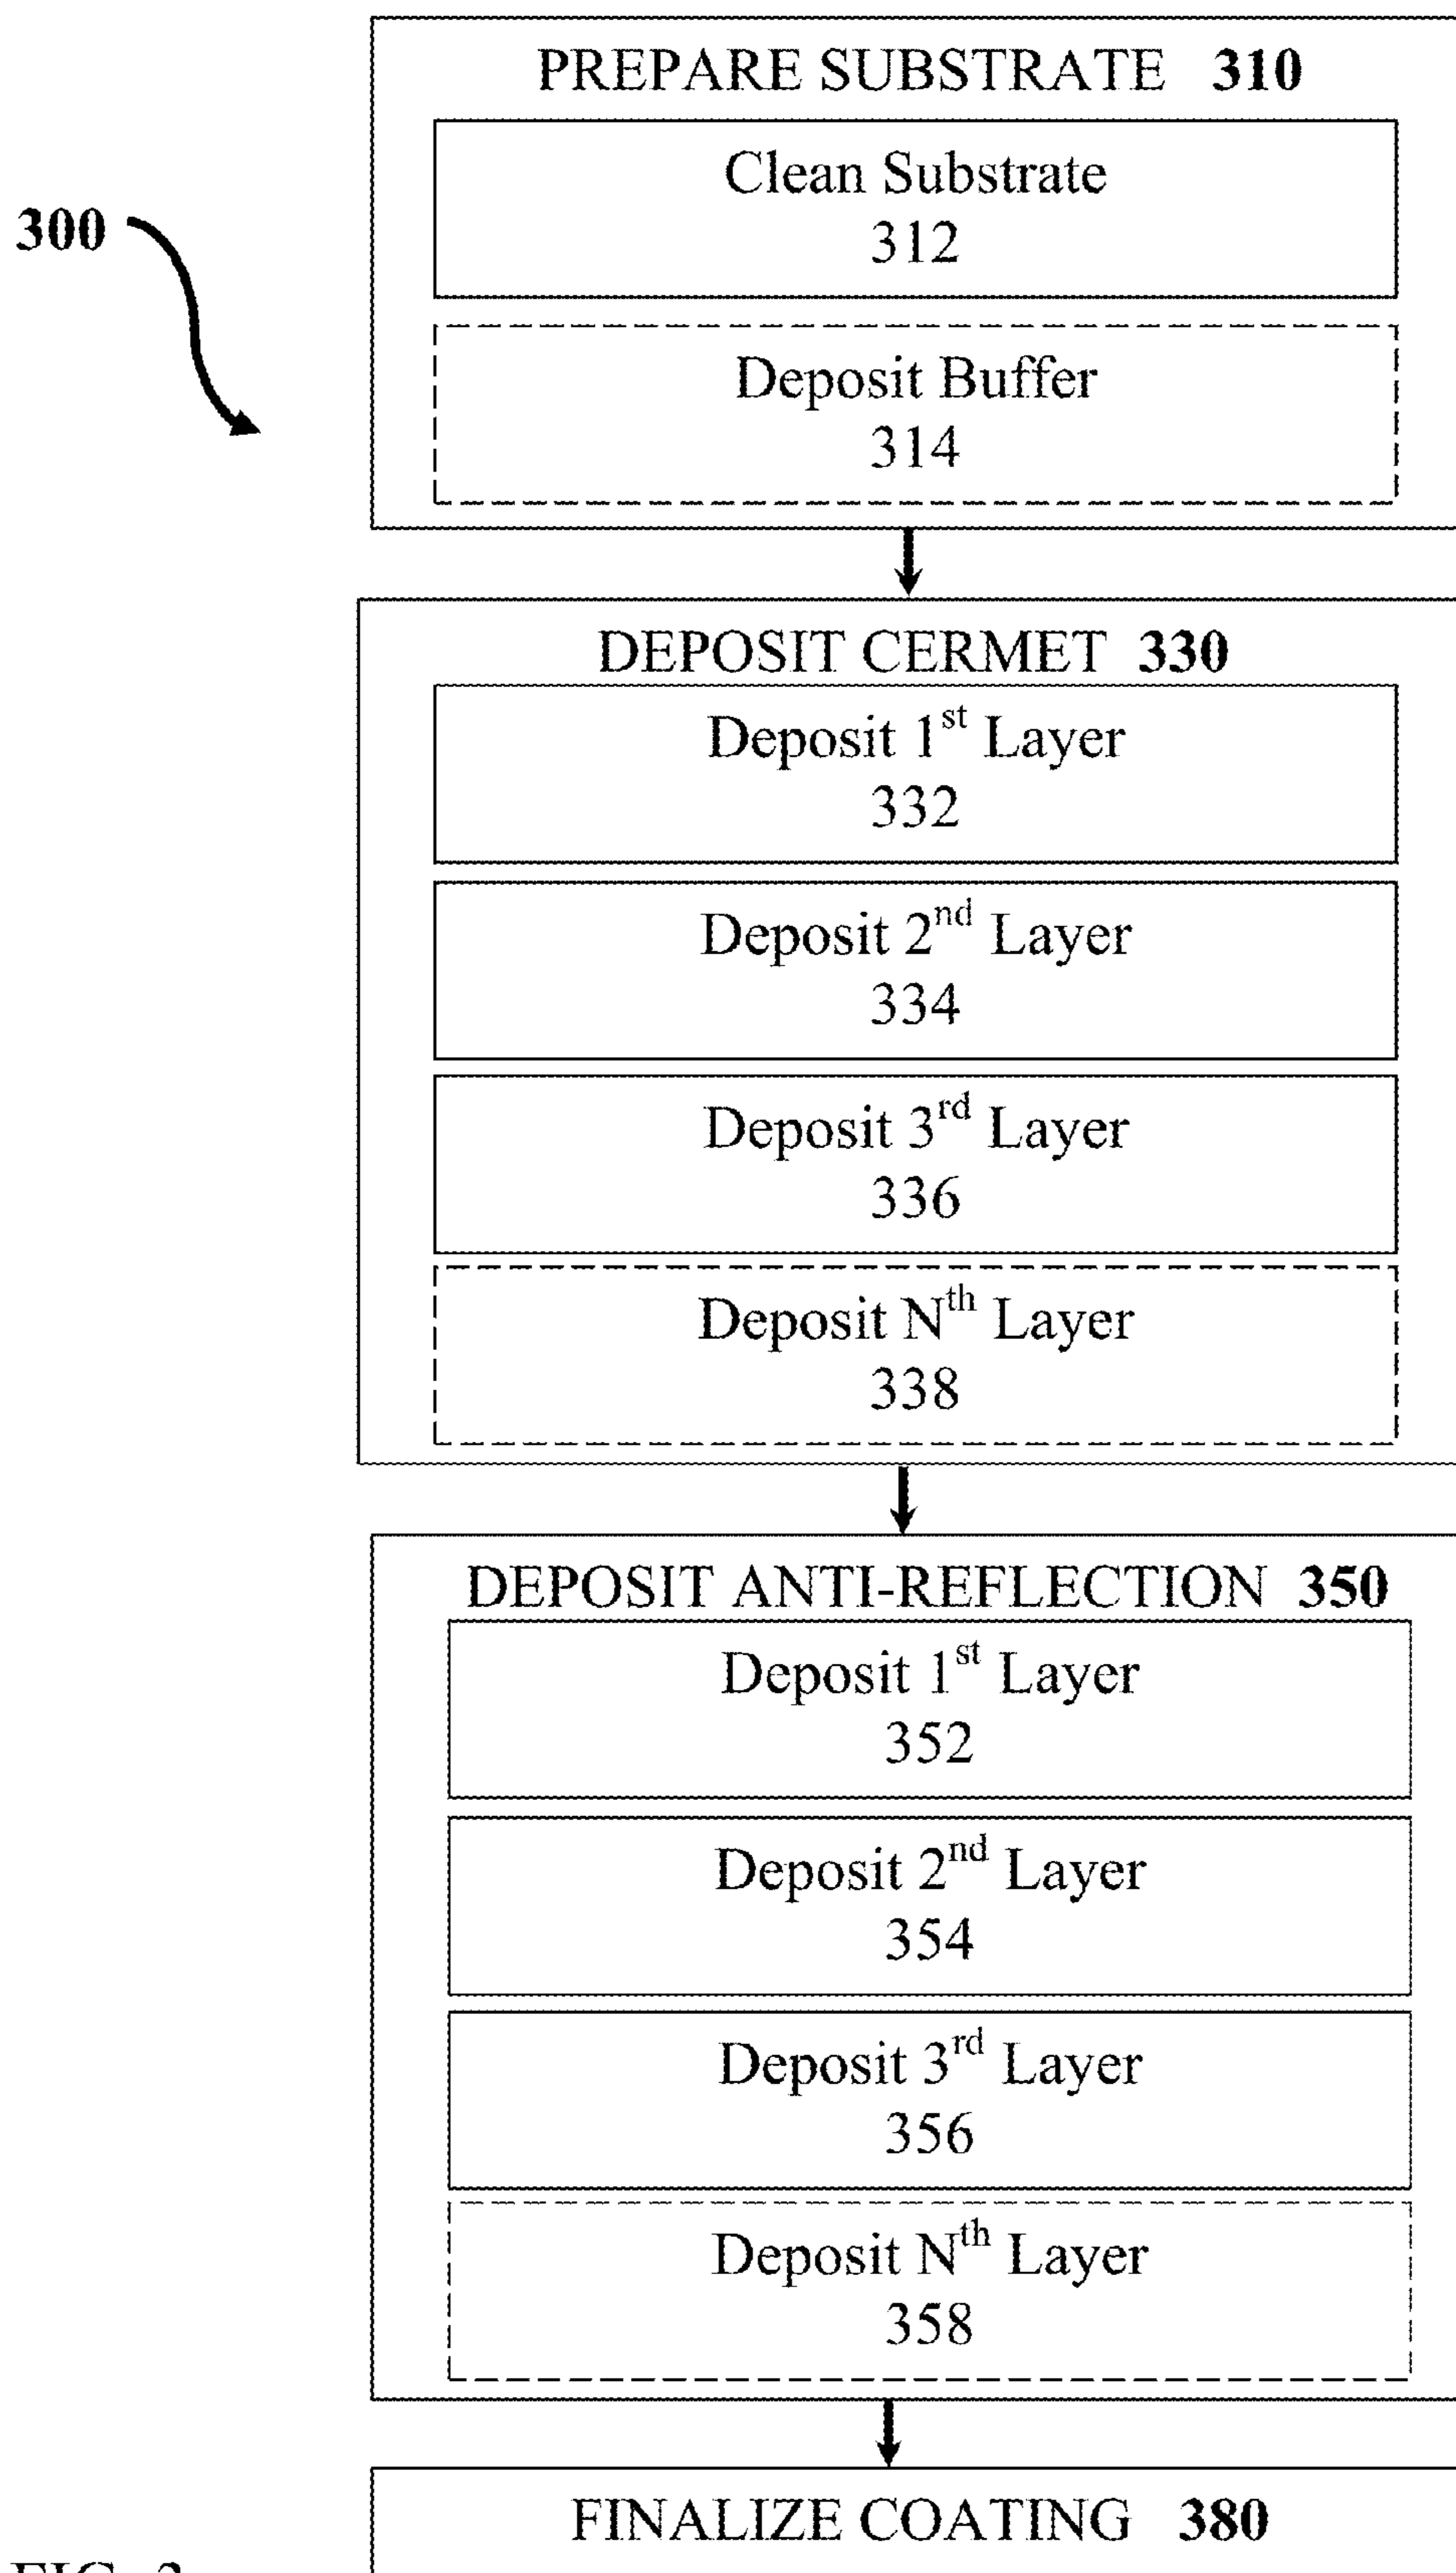 PREPARE SUBSTRATE 310
Clean Substrate
312
300
Deposit Buffer
314
DEPOSIT CERMET 330
Deposit 1st Layer
332
Deposit 2nd Layer
334
Deposit 3rd Layer
336
Deposit Nth Layer
338
DEPOSIT ANTI-REFLECTION 350
Deposit 1st Layer
352
Deposit 2nd Layer
354
Deposit 3rd Layer
356
Deposit Nth Layer
358
FINALIZE COATING 380